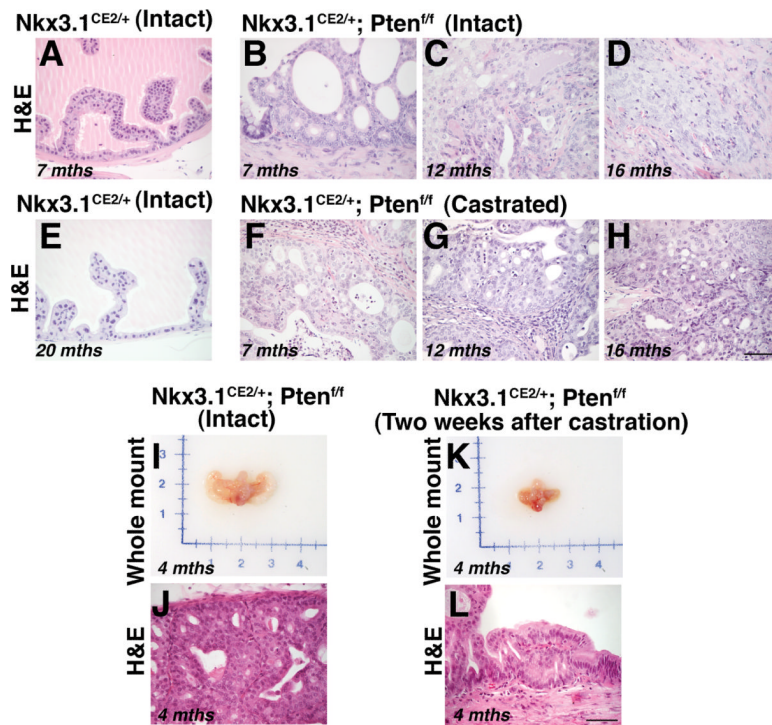 Nkx3.1CE2/+ (Intact) Nkx3.1CE2/+; Ptenf/f (Intact)
A B C D
H&E
7 mths 7 mths 12 mths 16 mths
Nkx3.1CE2/+ (Intact) Nkx3.1CE2/+; Ptenf/f (Castrated)
E F G H
H&E
20 mths 7 mths 12 mths 16 mths
Nkx3.1CE2/+; Ptenf/f
(Intact)
Nkx3.1CE2/+; Ptenf/f
(Two weeks after castration)
I
Whole mount
3
2
1
1 2 3 4
4 mths
K
Whole mount
4
3
2
1
1 2 3 4
4 mths
J
H&E
4 mths
L
H&E
4 mths